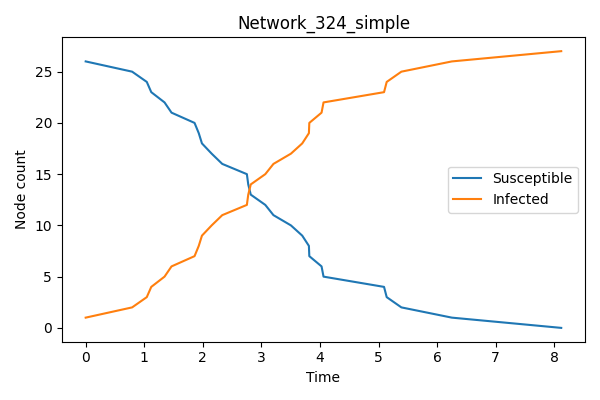 Network_324_simple
Node count
25
20
15
10
5
0
Susceptible
Infected
0 1 2 3 4 5 6 7 8
Time